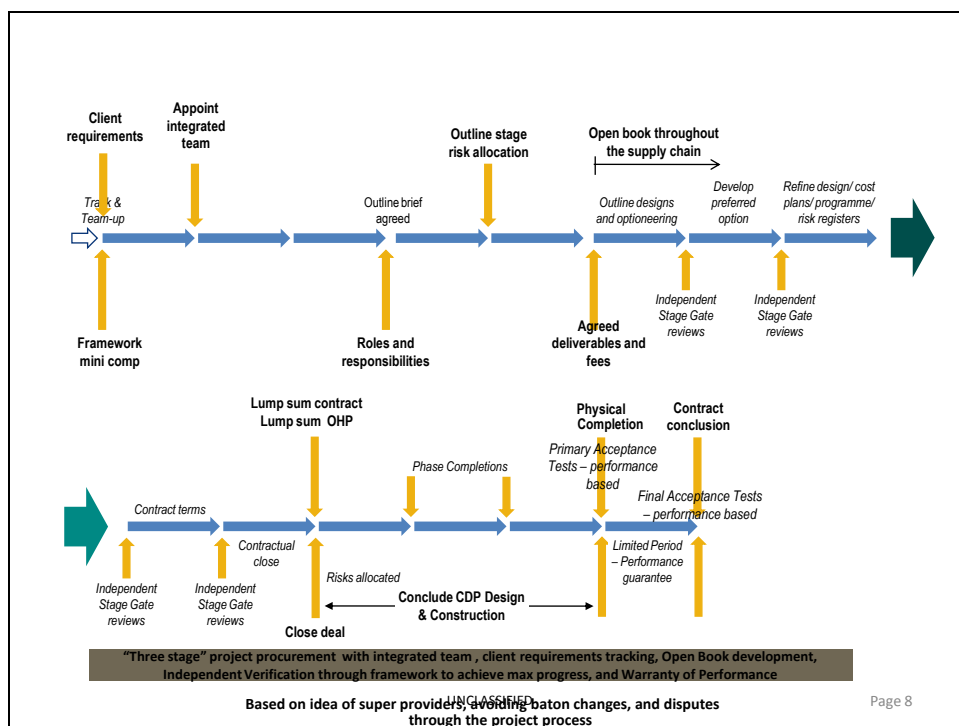 Client
requirements
Appoint
integrated
team
Outline stage
risk allocation
Open book throughout
the supply chain
Track &
Team-up
Outline brief
agreed
Outline designs
and optioneering
Develop
preferred
option
Refine design/ cost
plans/ programme/
risk registers
Framework
mini comp
Roles and
responsibilities
Agreed
deliverables and
fees
Independent
Stage Gate
reviews
Independent
Stage Gate
reviews
Lump sum contract
Lump sum OHP
Physical
Completion
Contract
conclusion
Primary Acceptance
Tests – performance
based
Phase Completions
Final Acceptance Tests
– performance based
Contract terms
Contractual
close
Limited Period
– Performance
guarantee
Independent
Stage Gate
reviews
Independent
Stage Gate
reviews
Risks allocated
Conclude CDP Design
& Construction
Close deal
“Three stage” project procurement with integrated team , client requirements tracking, Open Book development,
Independent Verification through framework to achieve max progress, and Warranty of Performance
UNCLASSIFIED
Page 8
Based on idea of super providers, avoiding baton changes, and disputes
through the project process